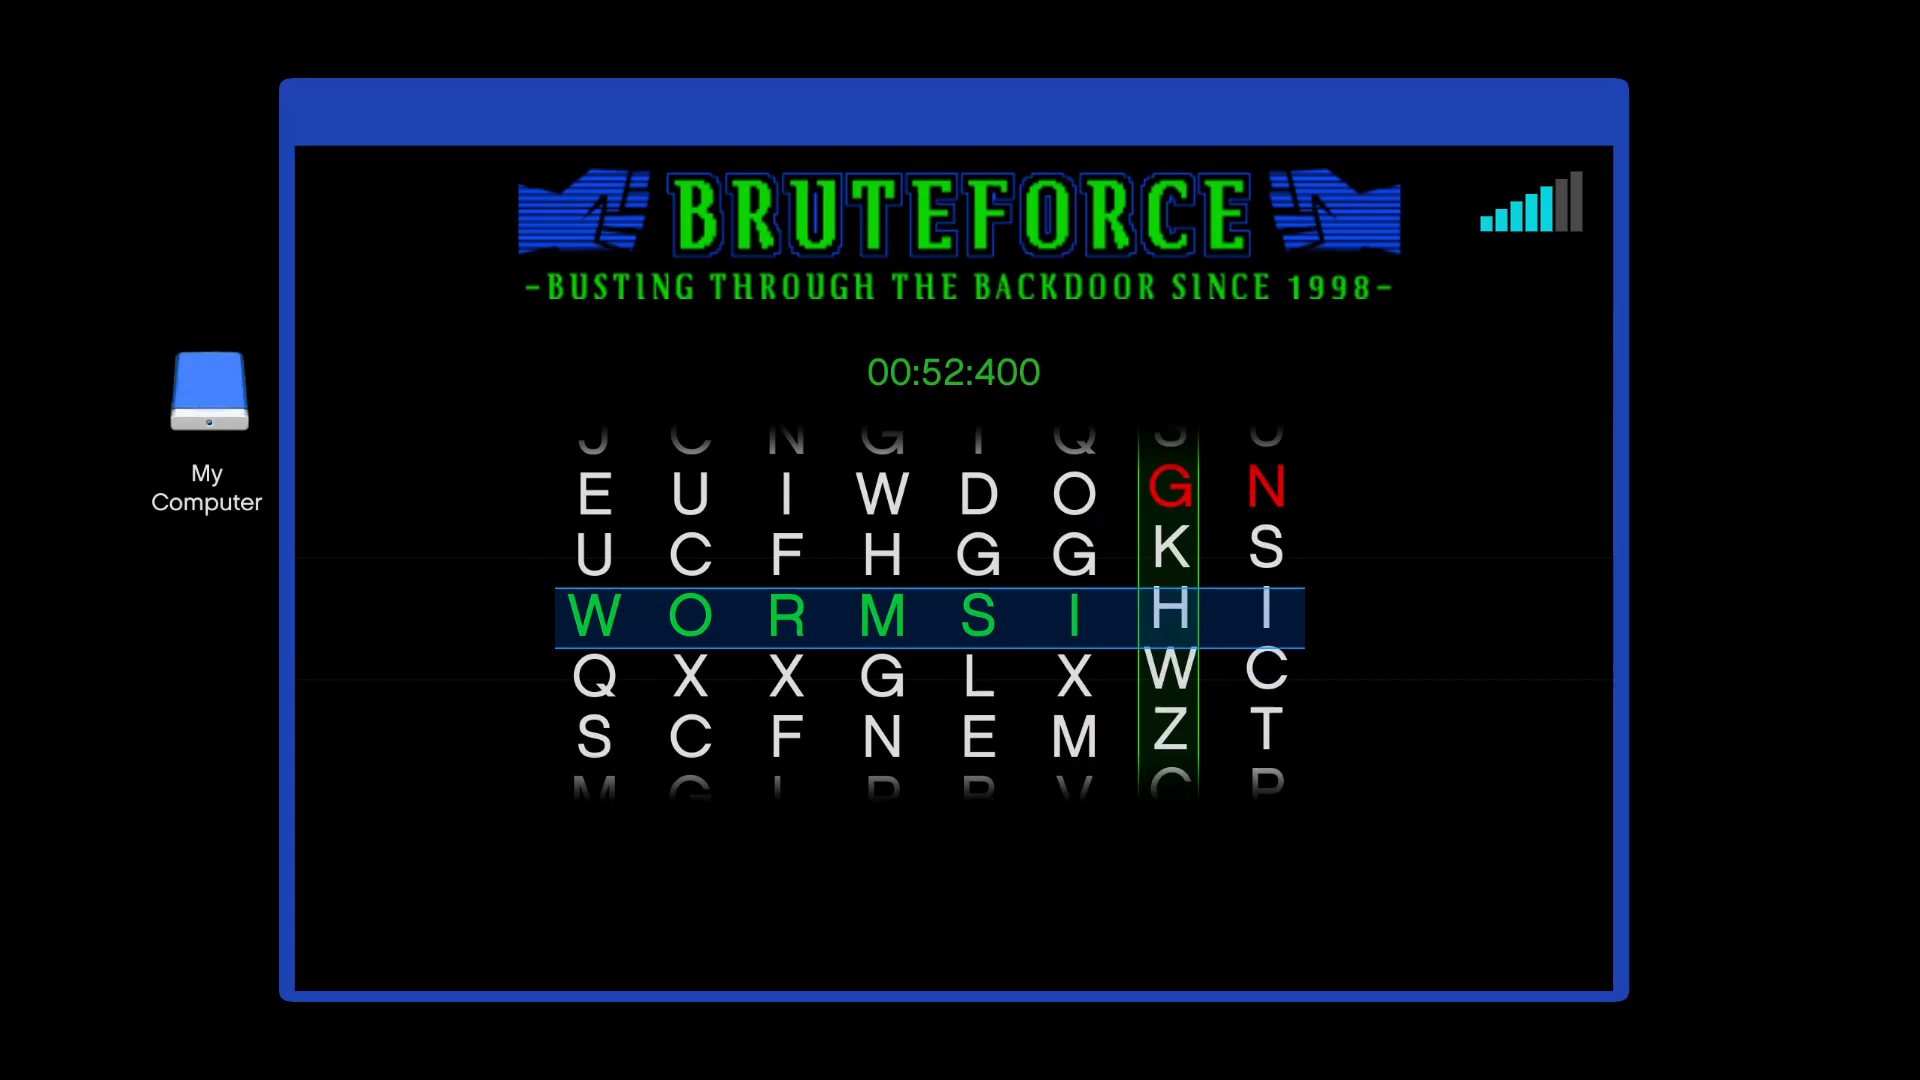 BRUTEFORCE
-BUSTING THROUGH THE BACKDOOR SINCE 1998-
00:52:400
My
Computer
J C N G I Q S U
E U I W D O G N
U C F H G G K S
W O R M S I H I
Q X X G L X W C
S C F N E M Z T